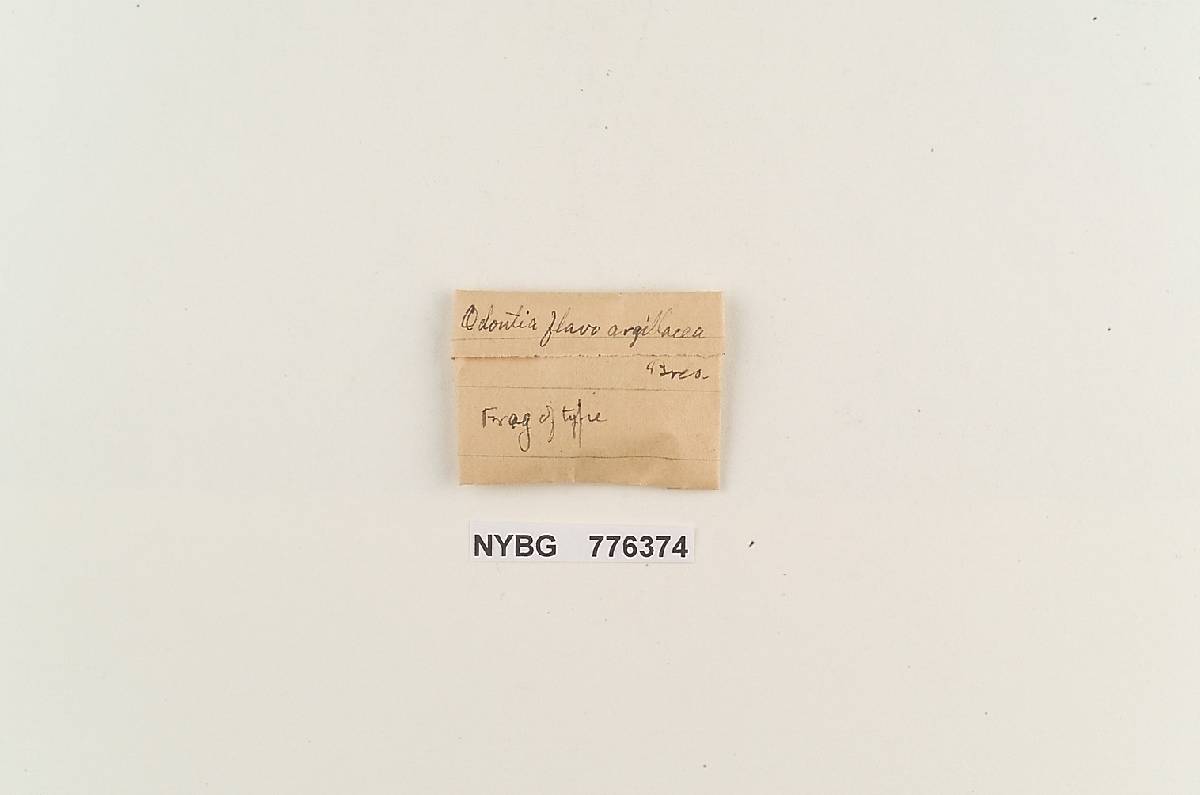 Odontia flavo argillacea
Bres.
Frag of type
NYBG 776374